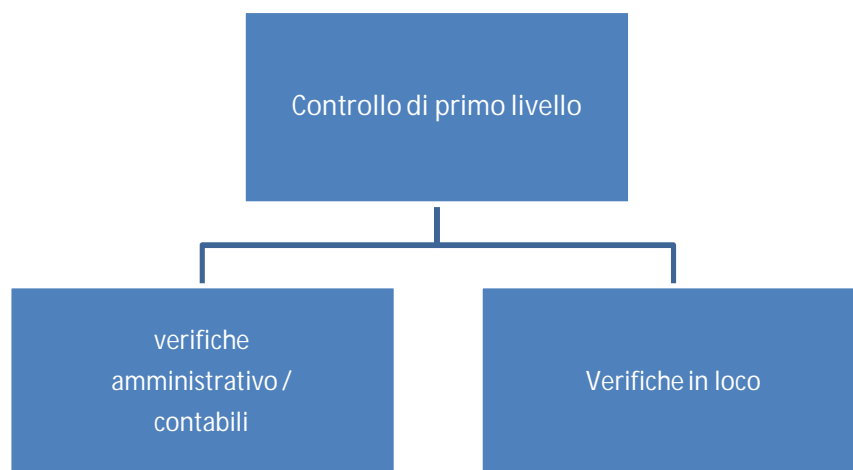 Controllo di primo livello
verifiche
amministrativo /
contabili
Verifiche in loco